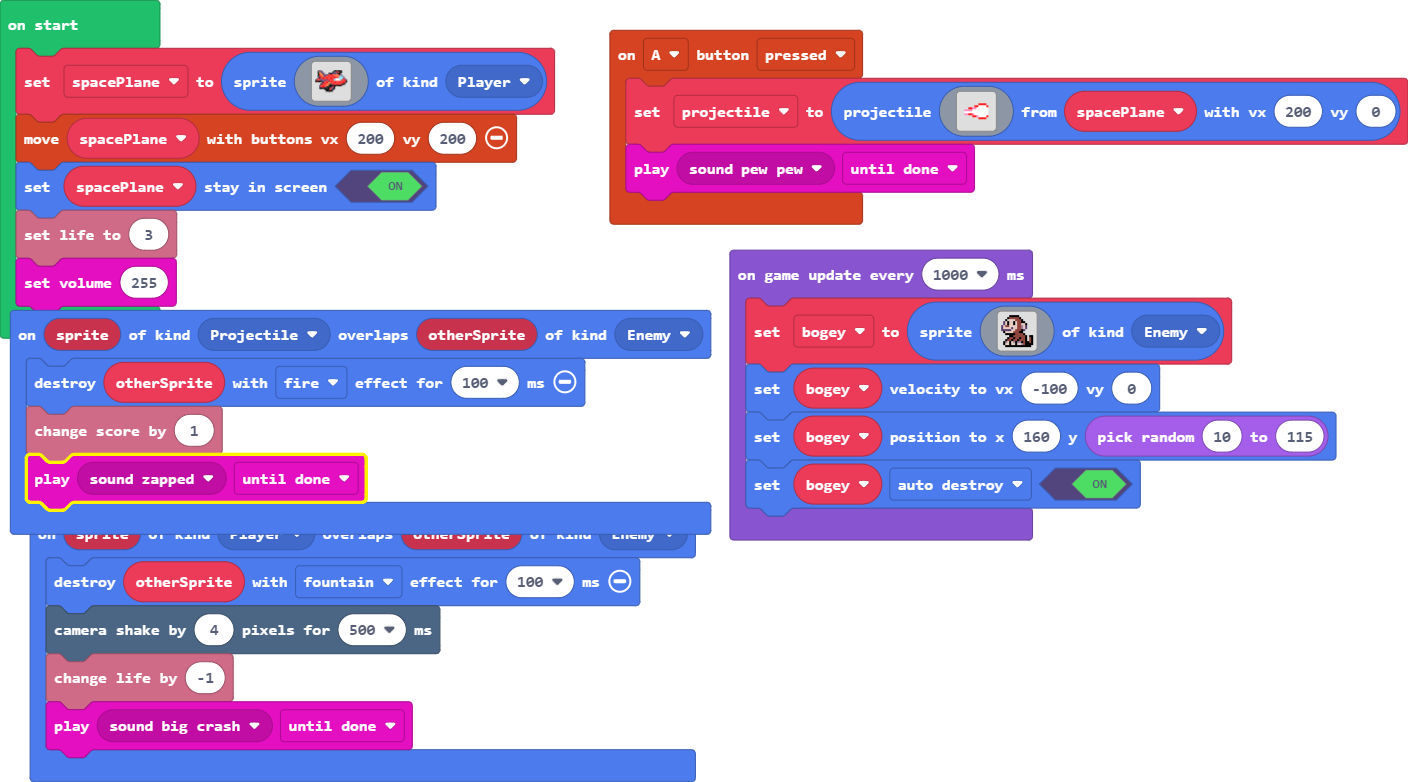 on start
set spacePlane to sprite of kind Player
move spacePlane with buttons vx 200 vy 200
set spacePlane stay in screen ON
set life to 3
set volume 255
on sprite of kind Projectile overlaps otherSprite of kind Enemy
destroy otherSprite with fire effect for 100 ms
change score by 1
play sound zapped until done
on sprite of kind Player overlaps otherSprite of kind Enemy
destroy otherSprite with fountain effect for 100 ms
camera shake by 4 pixels for 500 ms
change life by -1
play sound big crash until done
on A button pressed
set projectile to projectile from spacePlane with vx 200 vy 0
play sound pew pew until done
on game update every 1000 ms
set bogey to sprite of kind Enemy
set bogey velocity to vx -100 vy 0
set bogey position to x 160 y pick random 10 to 115
set bogey auto destroy ON